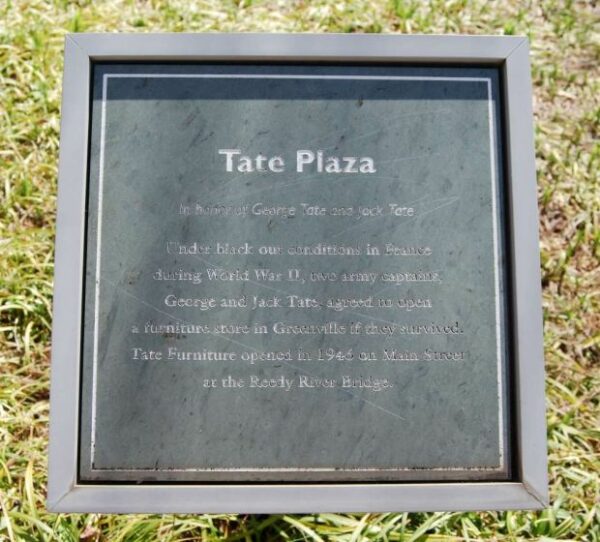 Tate Plaza
In honor of George Tate and Jack Tate
Under black out conditions in France
during World War II, two army captains,
George and Jack Tate, agreed to open
a furniture store in Greenville if they survived.
Tate Furniture opened in 1946 on Main Street
at the Reedy River Bridge.